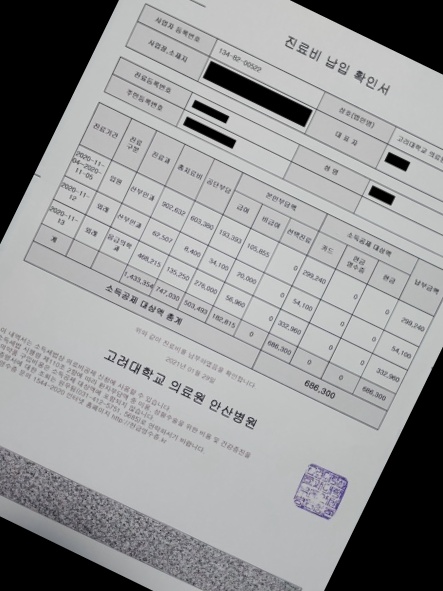 진료비 납입 확인서
사업자 등록번호 134-82-00522 상호(법인명) 고려대학교 의료원
사업장 소재지 대 표 자
진료등록번호 성 명
주민등록번호
진료기간 진료구분 진료과 총진료비 공단부담 본인부담액 소득공제 대상액 납부금액
급여 비급여 선택진료 카드 현금영수증 현금
2020-11-04~2020-11-05 입원 산부인과 902,632 603,380 193,393 105,855 0 299,240 0 0 299,240
2020-11-12 외래 산부인과 62,507 8,400 34,100 20,000 0 54,100 0 0 54,100
2020-11-13 외래 응급의학과 468,215 135,250 276,000 56,960 0 332,960 0 0 332,960
계 1,433,354 747,030 503,493 182,815 0 686,300 0 0 686,300
소득공제 대상액 총계 686,300
위와 같이 진료비를 납부하였음을 확인합니다.
2021년 01월 29일
고려대학교 의료원 안산병원